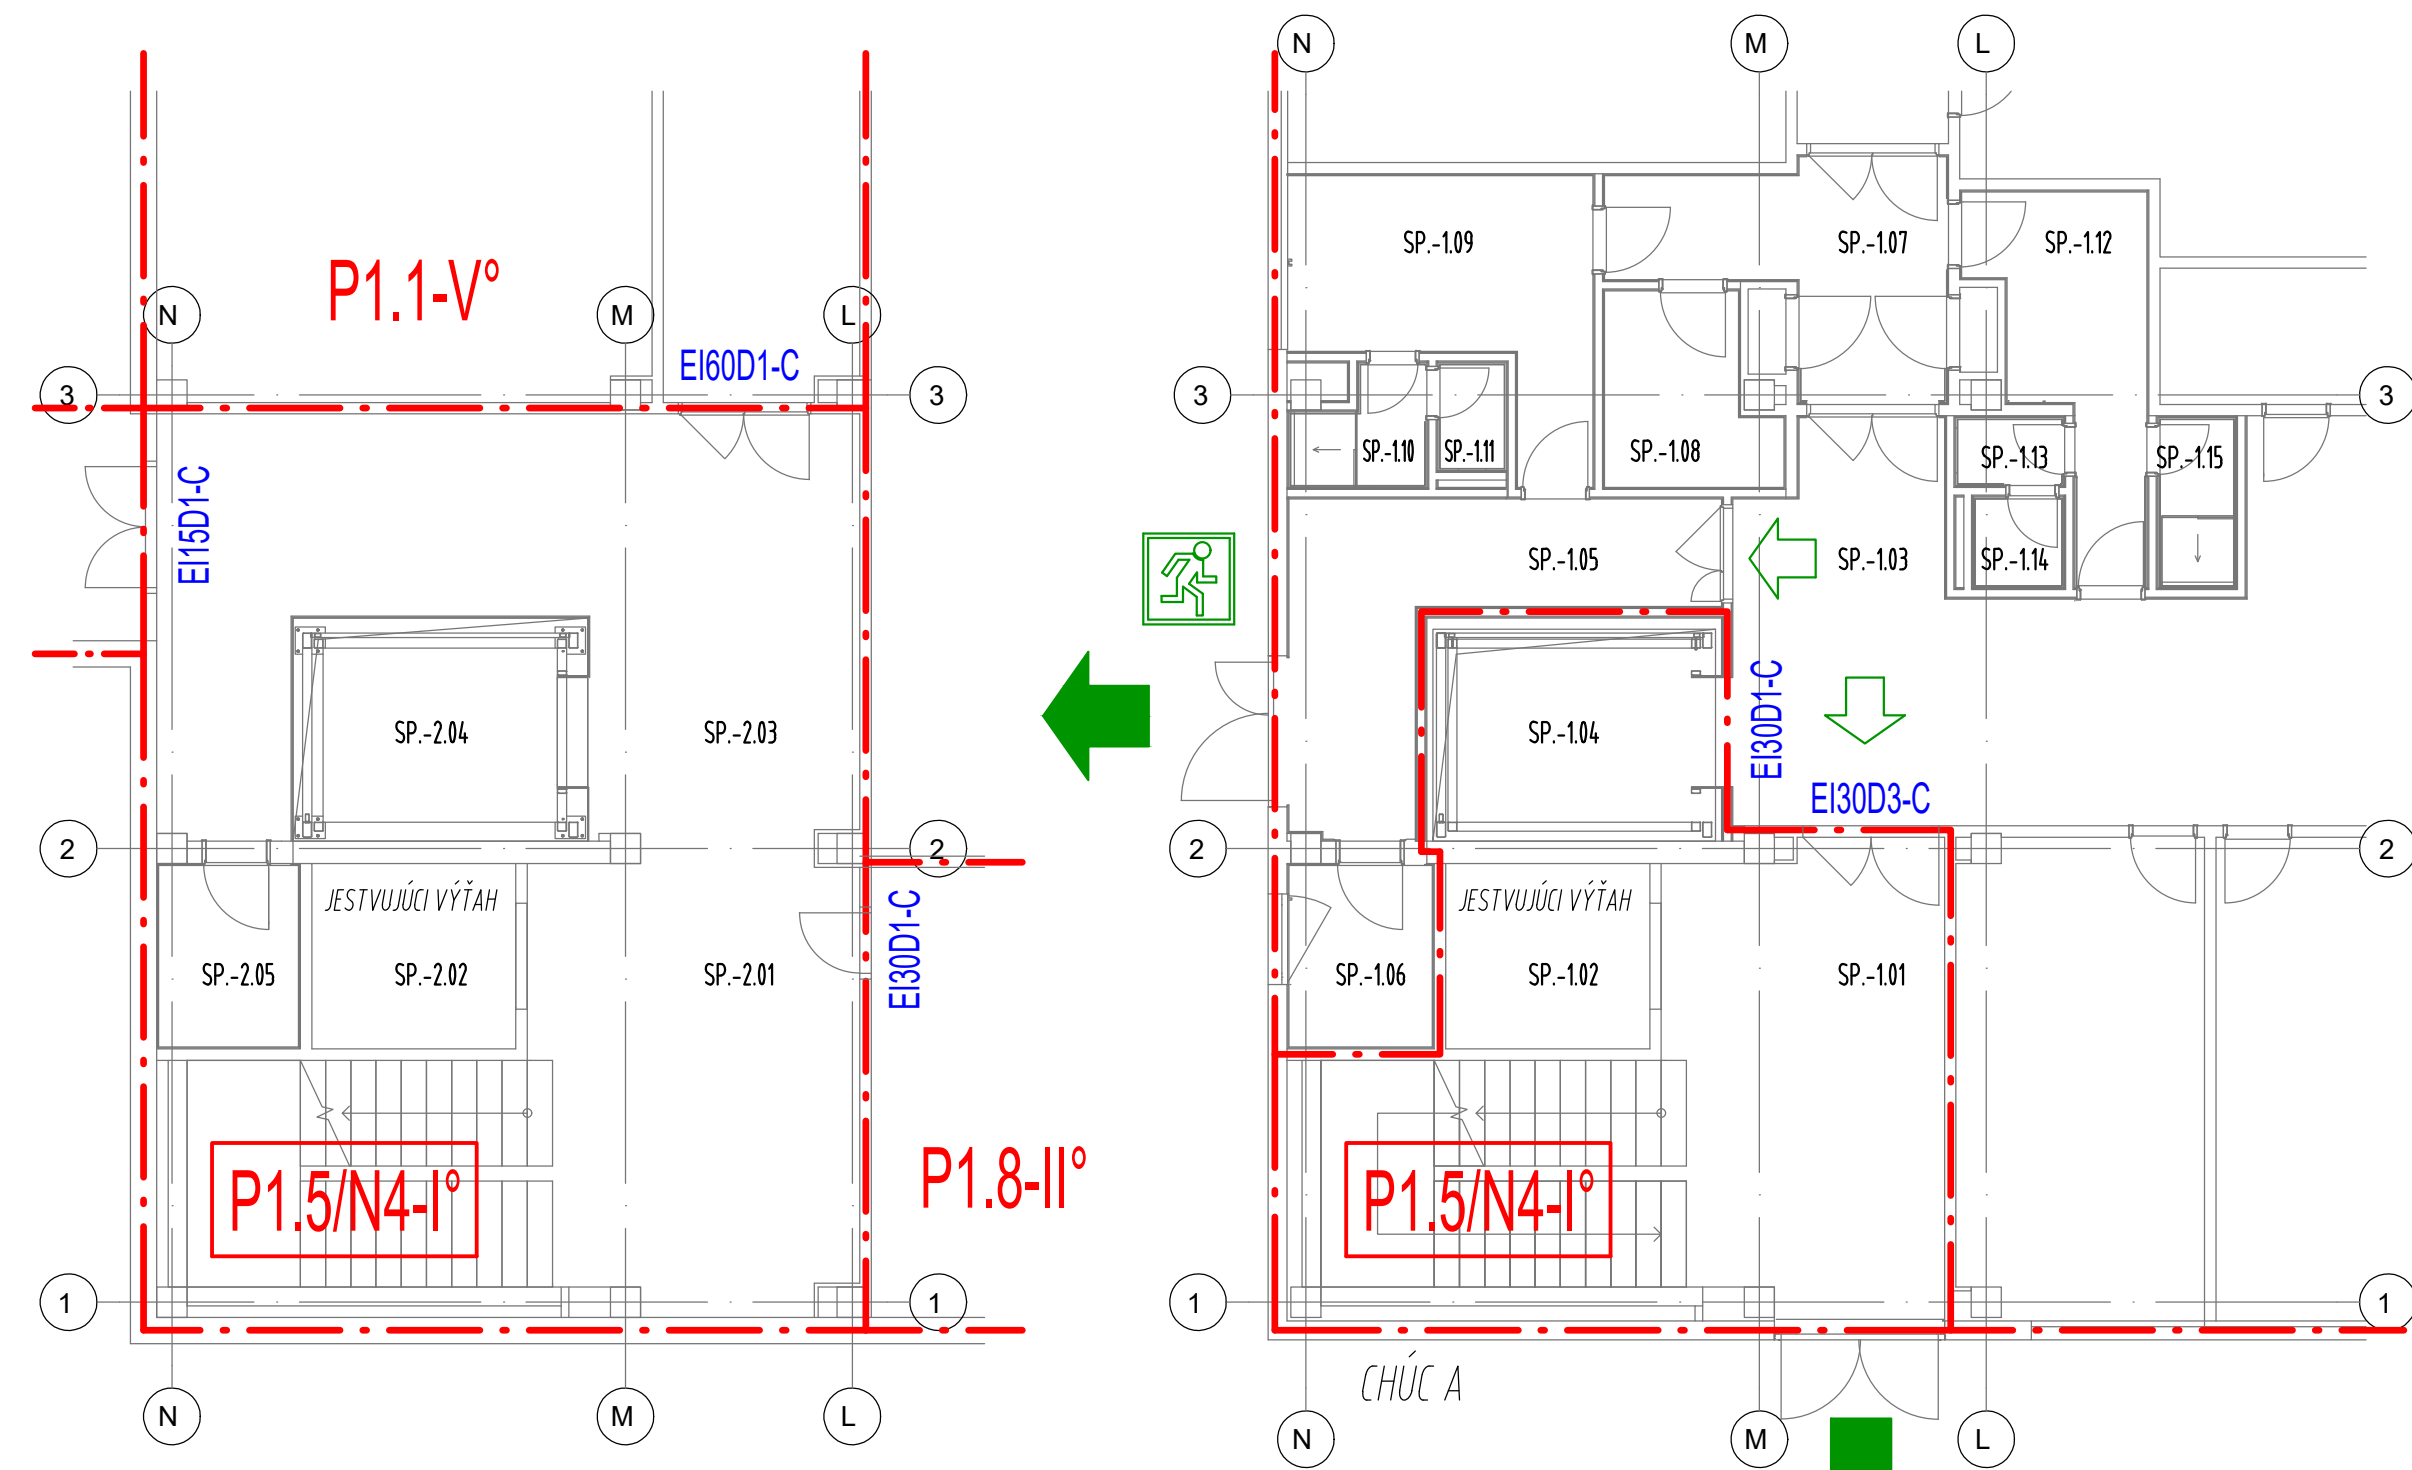 N
M
L
SP.-1.09
SP.-1.07
SP.-1.12
P1.1-V°
N
M
L
EI60D1-C
3
3
3
3
SP.-1.10
SP.-1.11
SP.-1.08
SP.-1.13
SP.-1.15
EI15D1-C
SP.-1.05
SP.-1.03
SP.-1.14
SP.-2.04
SP.-2.03
SP.-1.04
EI30D1-C
EI30D3-C
2
2
2
2
JESTVUJÚCI VÝŤAH
JESTVUJÚCI VÝŤAH
EI30D1-C
SP.-2.05
SP.-2.02
SP.-2.01
SP.-1.06
SP.-1.02
SP.-1.01
P1.5/N4-I°
P1.8-II°
P1.5/N4-I°
1
1
1
1
CHÚC A
N
M
L
N
M
L